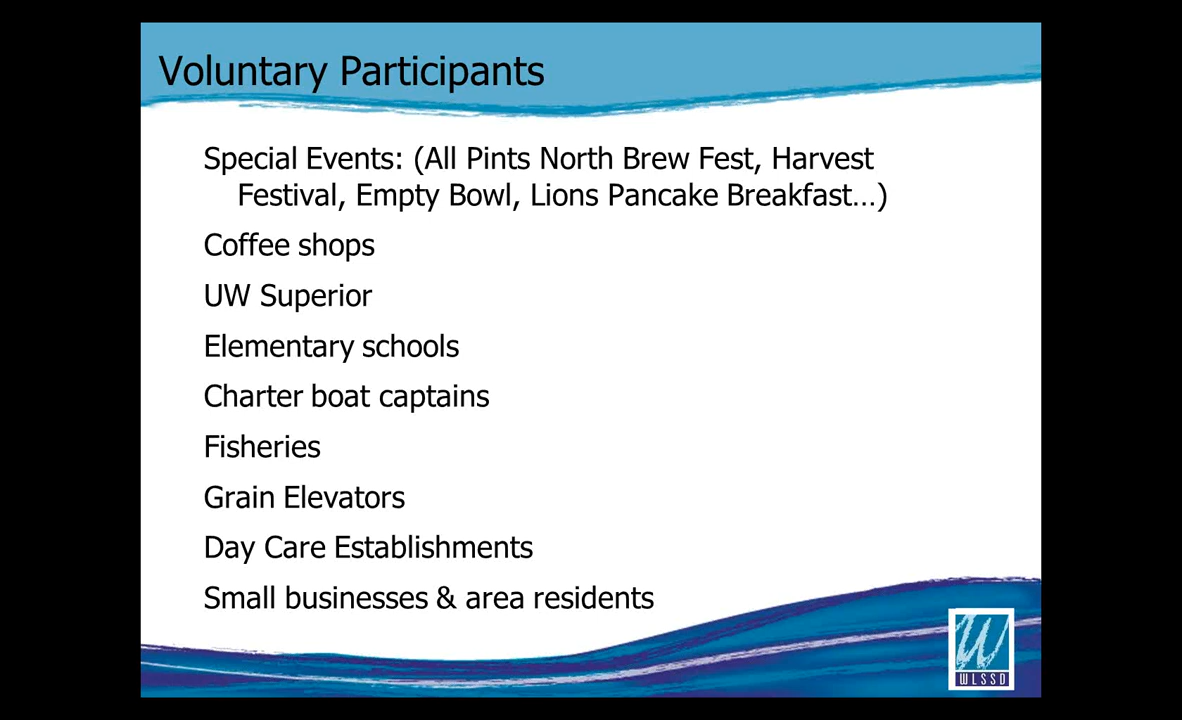 Voluntary Participants
Special Events: (All Pints North Brew Fest, Harvest
Festival, Empty Bowl, Lions Pancake Breakfast…)
Coffee shops
UW Superior
Elementary schools
Charter boat captains
Fisheries
Grain Elevators
Day Care Establishments
Small businesses & area residents
W
WLSSD